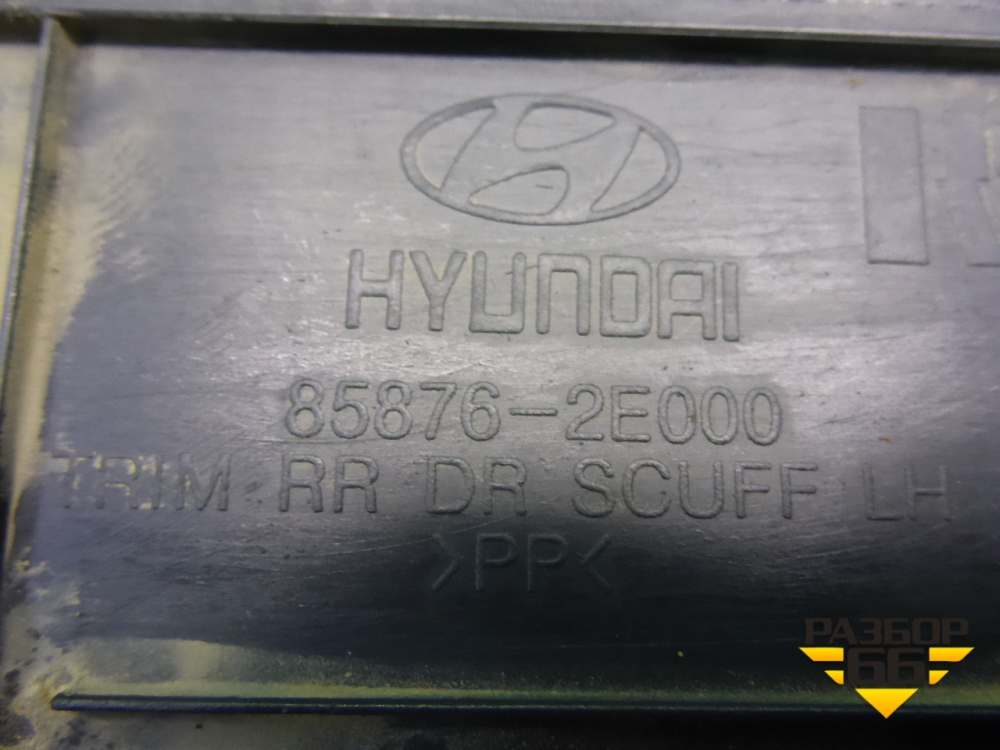 HYUNDAI
85876-2E000
TRIM RR DR SCUFF LH
>PP<
РАЗБОР
66